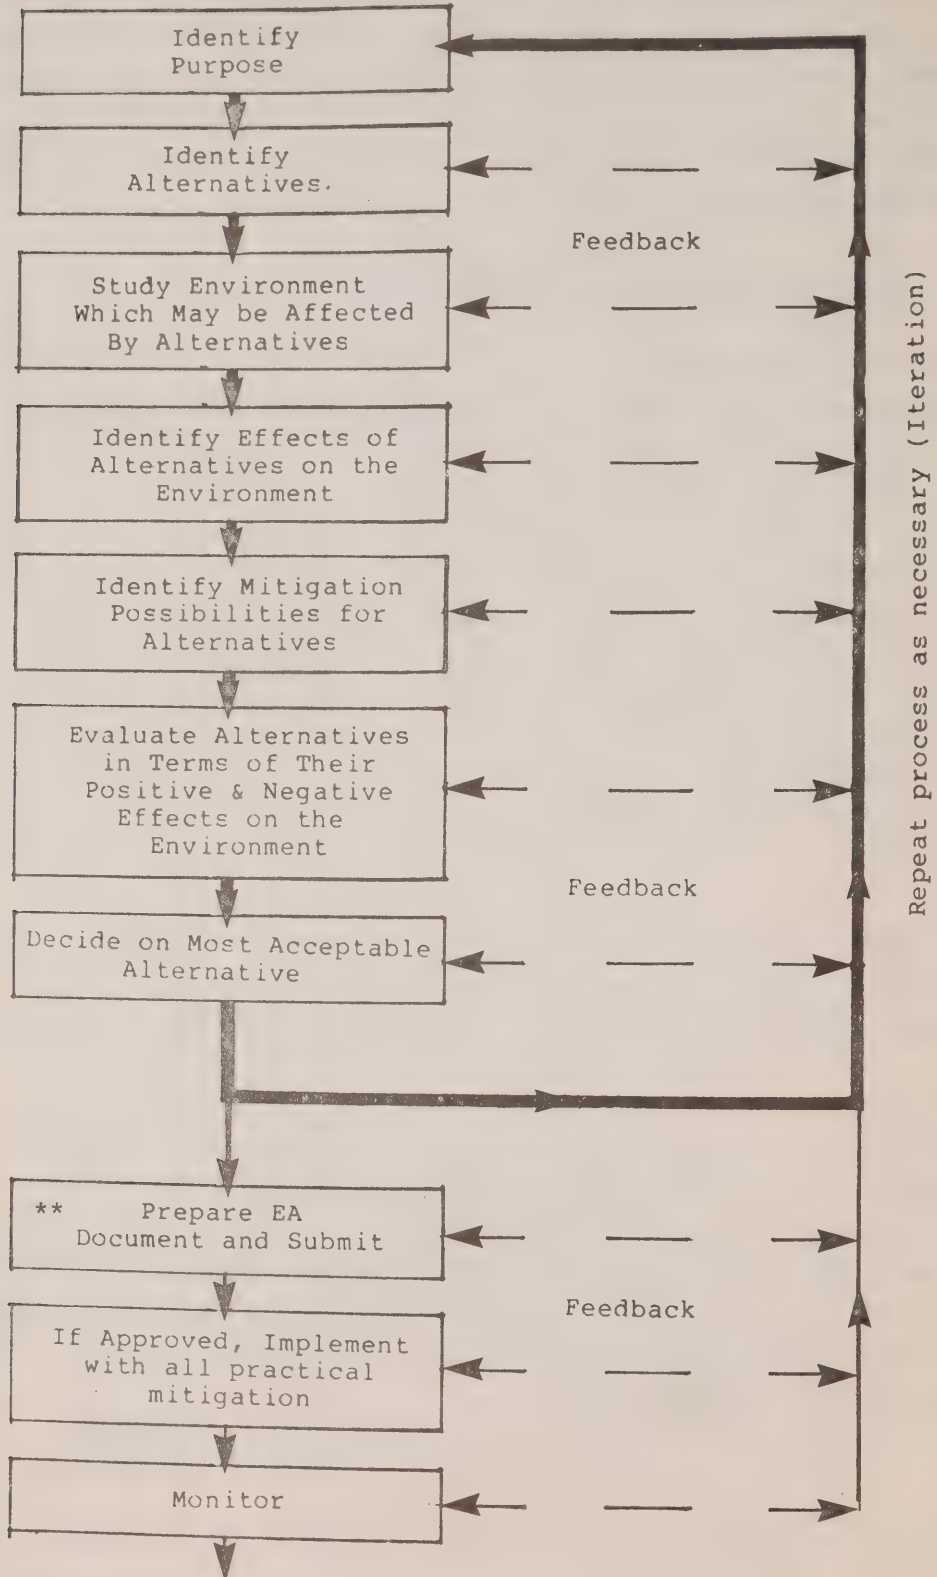 Identify
Purpose
Identify
Alternatives.
Feedback
Study Environment
Which May be Affected
By Alternatives
Identify Effects of
Alternatives on the
Environment
Identify Mitigation
Possibilities for
Alternatives
Evaluate Alternatives
in Terms of Their
Positive & Negative
Effects on the
Environment
Feedback
Decide on Most Acceptable
Alternative
Repeat process as necessary (Iteration)
** Prepare EA
Document and Submit
Feedback
If Approved, Implement
with all practical
mitigation
Monitor